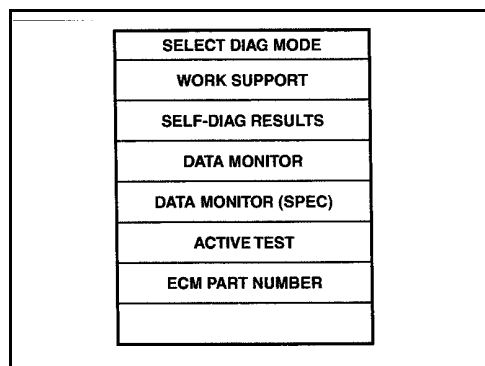 SELECT DIAG MODE
WORK SUPPORT
SELF-DIAG RESULTS
DATA MONITOR
DATA MONITOR (SPEC)
ACTIVE TEST
ECM PART NUMBER